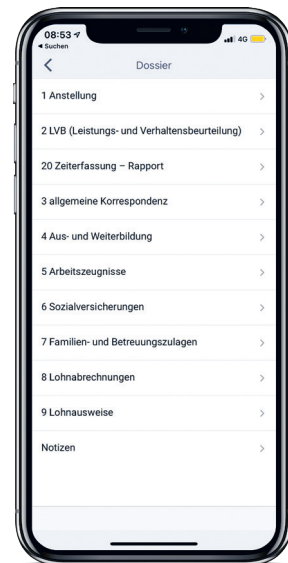 08:53
4G
Suchen
Dossier
1 Anstellung
2 LVB (Leistungs- und Verhaltensbeurteilung)
20 Zeiterfassung – Rapport
3 allgemeine Korrespondenz
4 Aus- und Weiterbildung
5 Arbeitszeugnisse
6 Sozialversicherungen
7 Familien- und Betreuungszulagen
8 Lohnabrechnungen
9 Lohnausweise
Notizen